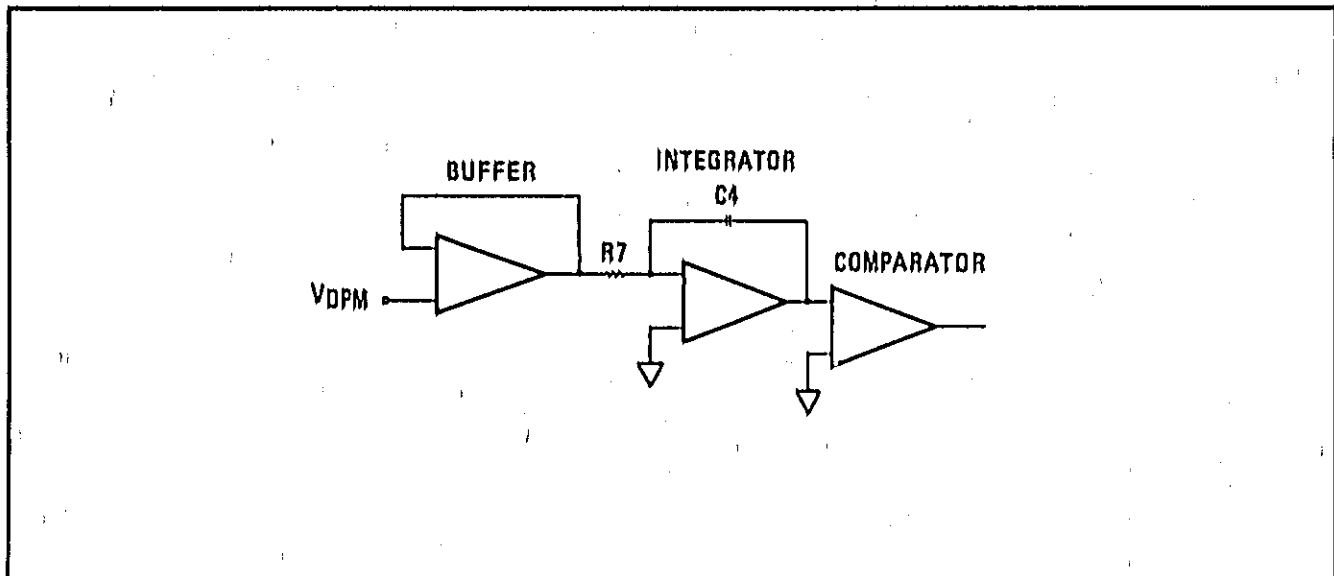 BUFFER
INTEGRATOR
C4
R7
COMPARATOR
VDPM